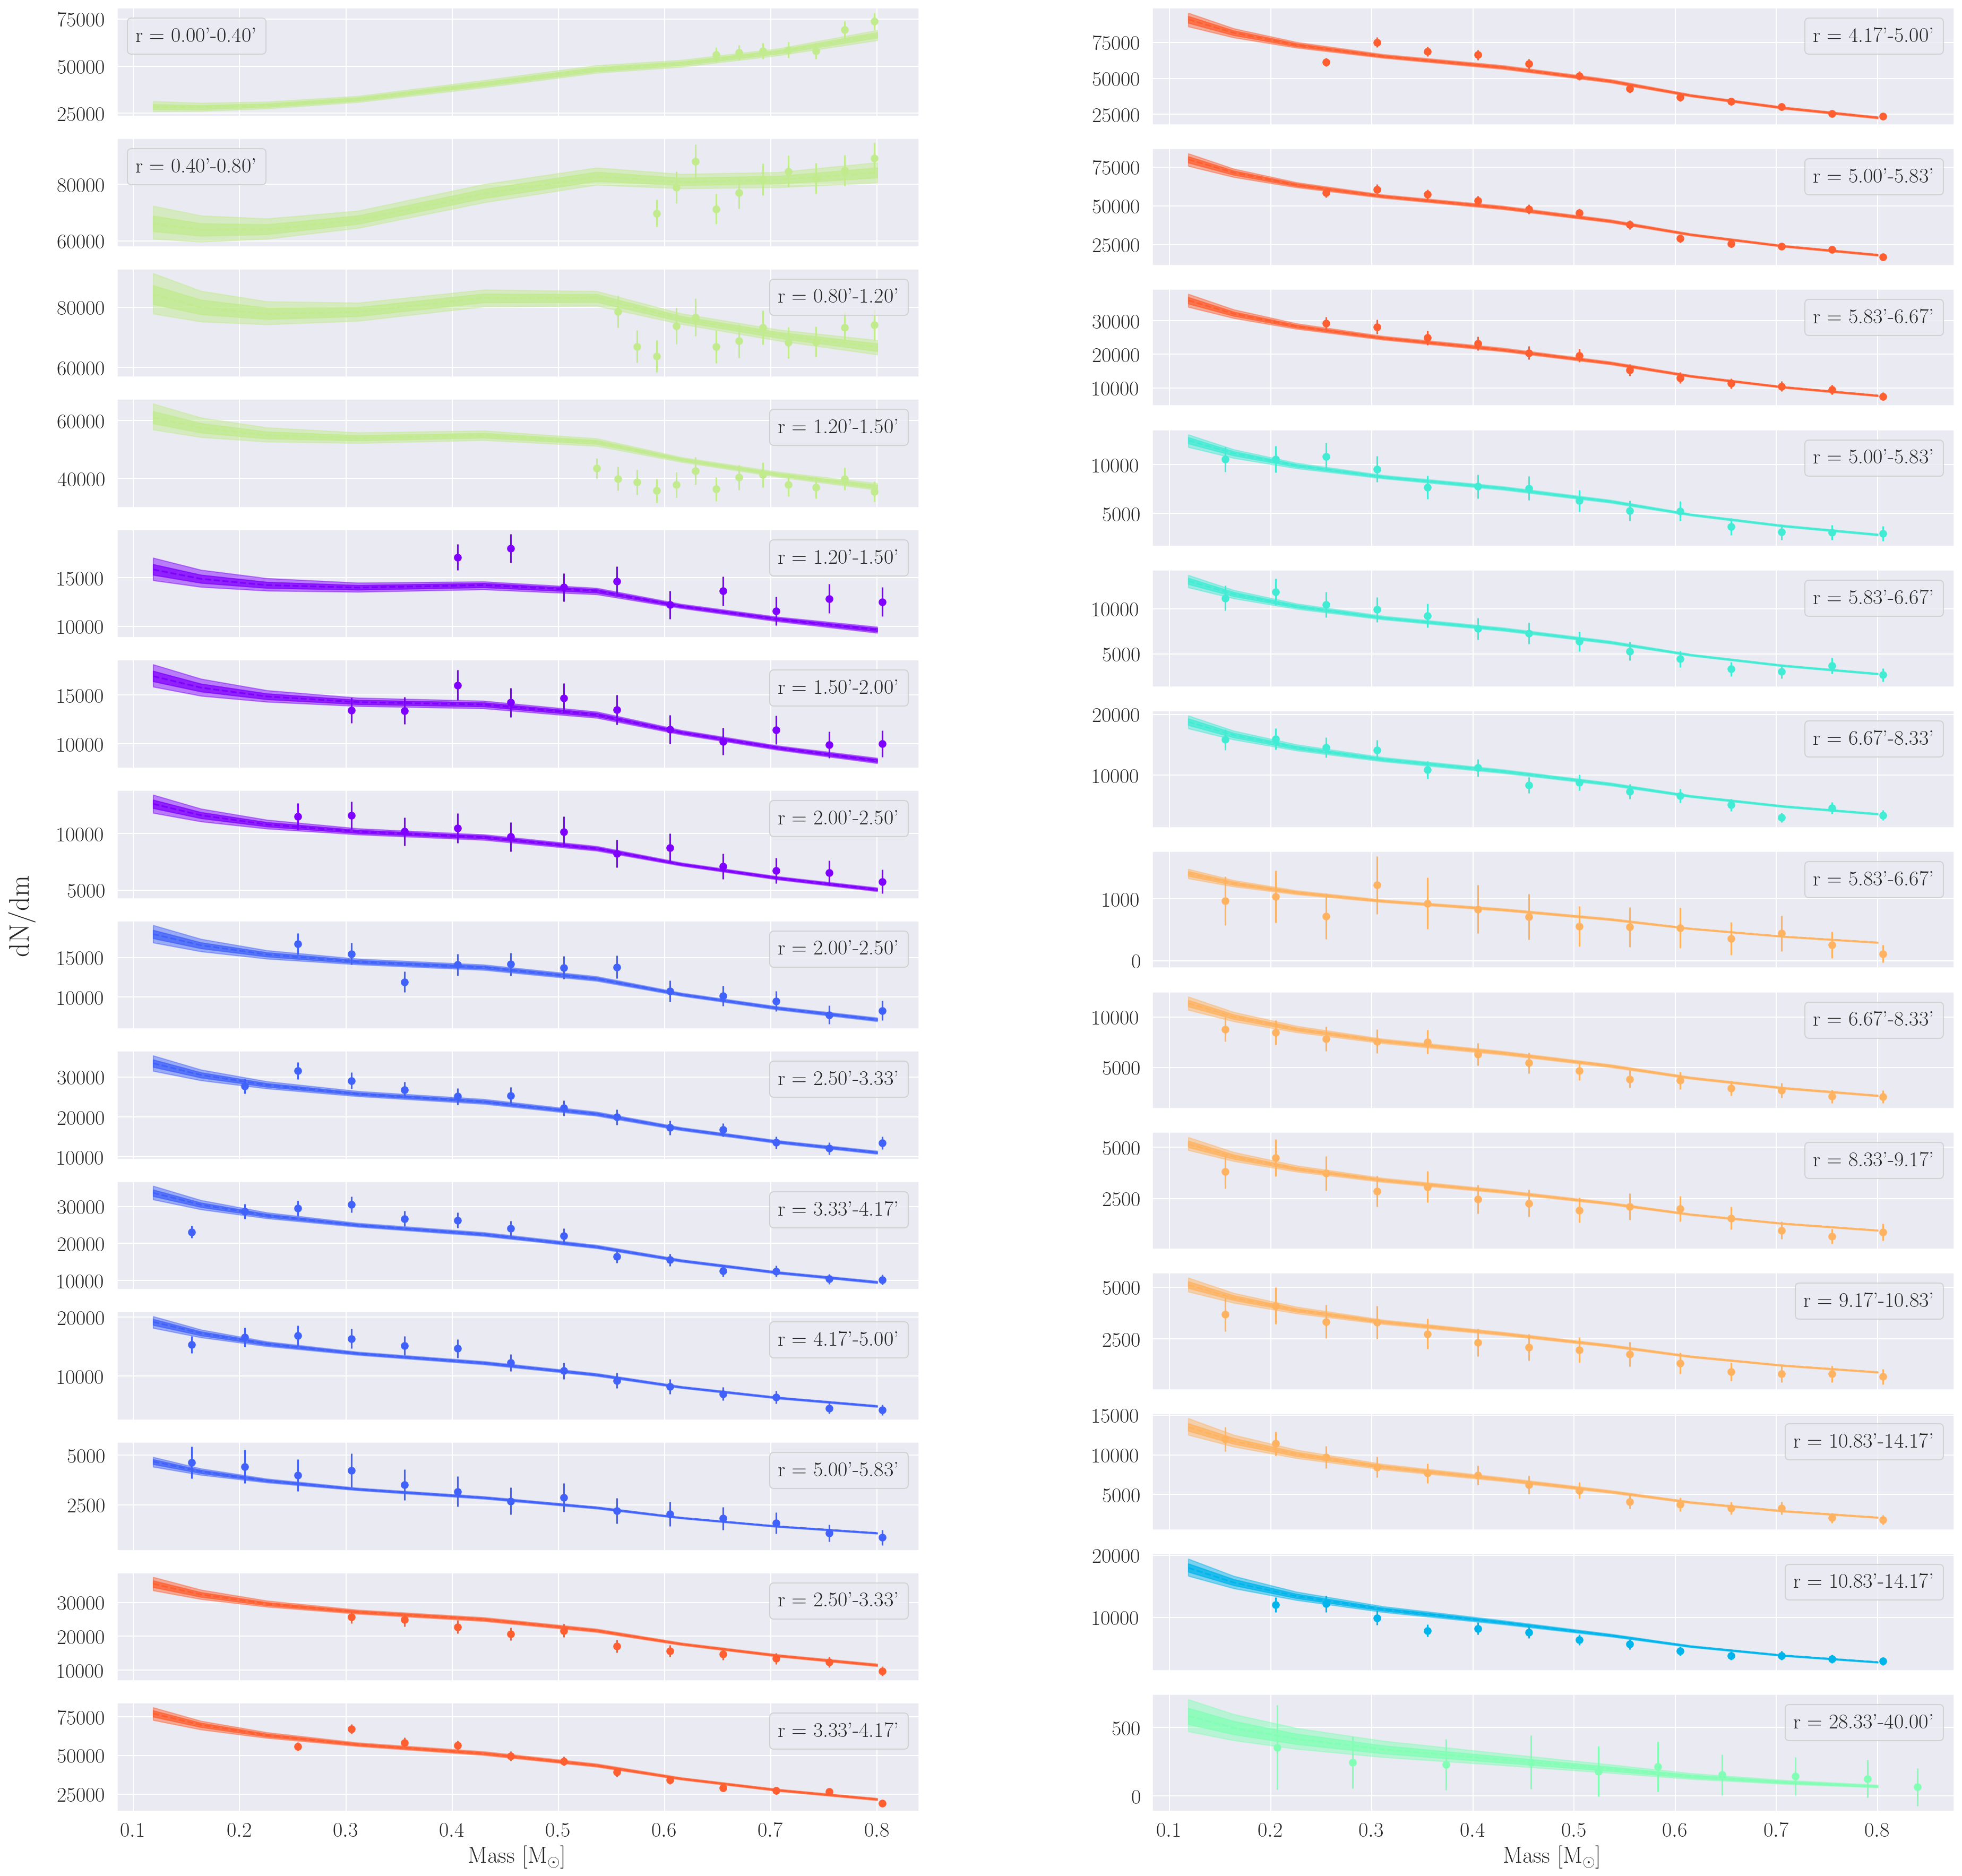 dN/dm
75000
50000
25000
r = 0.00'-0.40'
80000
60000
r = 0.40'-0.80'
80000
60000
r = 0.80'-1.20'
60000
40000
r = 1.20'-1.50'
15000
10000
r = 1.20'-1.50'
15000
10000
r = 1.50'-2.00'
10000
5000
r = 2.00'-2.50'
15000
10000
r = 2.00'-2.50'
30000
20000
10000
r = 2.50'-3.33'
30000
20000
10000
r = 3.33'-4.17'
20000
10000
r = 4.17'-5.00'
5000
2500
r = 5.00'-5.83'
30000
20000
10000
r = 2.50'-3.33'
75000
50000
25000
r = 3.33'-4.17'
0.1 0.2 0.3 0.4 0.5 0.6 0.7 0.8
Mass [M☉]
75000
50000
25000
r = 4.17'-5.00'
75000
50000
25000
r = 5.00'-5.83'
30000
20000
10000
r = 5.83'-6.67'
10000
5000
r = 5.00'-5.83'
10000
5000
r = 5.83'-6.67'
20000
10000
r = 6.67'-8.33'
1000
0
r = 5.83'-6.67'
10000
5000
r = 6.67'-8.33'
5000
2500
r = 8.33'-9.17'
5000
2500
r = 9.17'-10.83'
15000
10000
5000
r = 10.83'-14.17'
20000
10000
r = 10.83'-14.17'
500
0
r = 28.33'-40.00'
0.1 0.2 0.3 0.4 0.5 0.6 0.7 0.8
Mass [M☉]